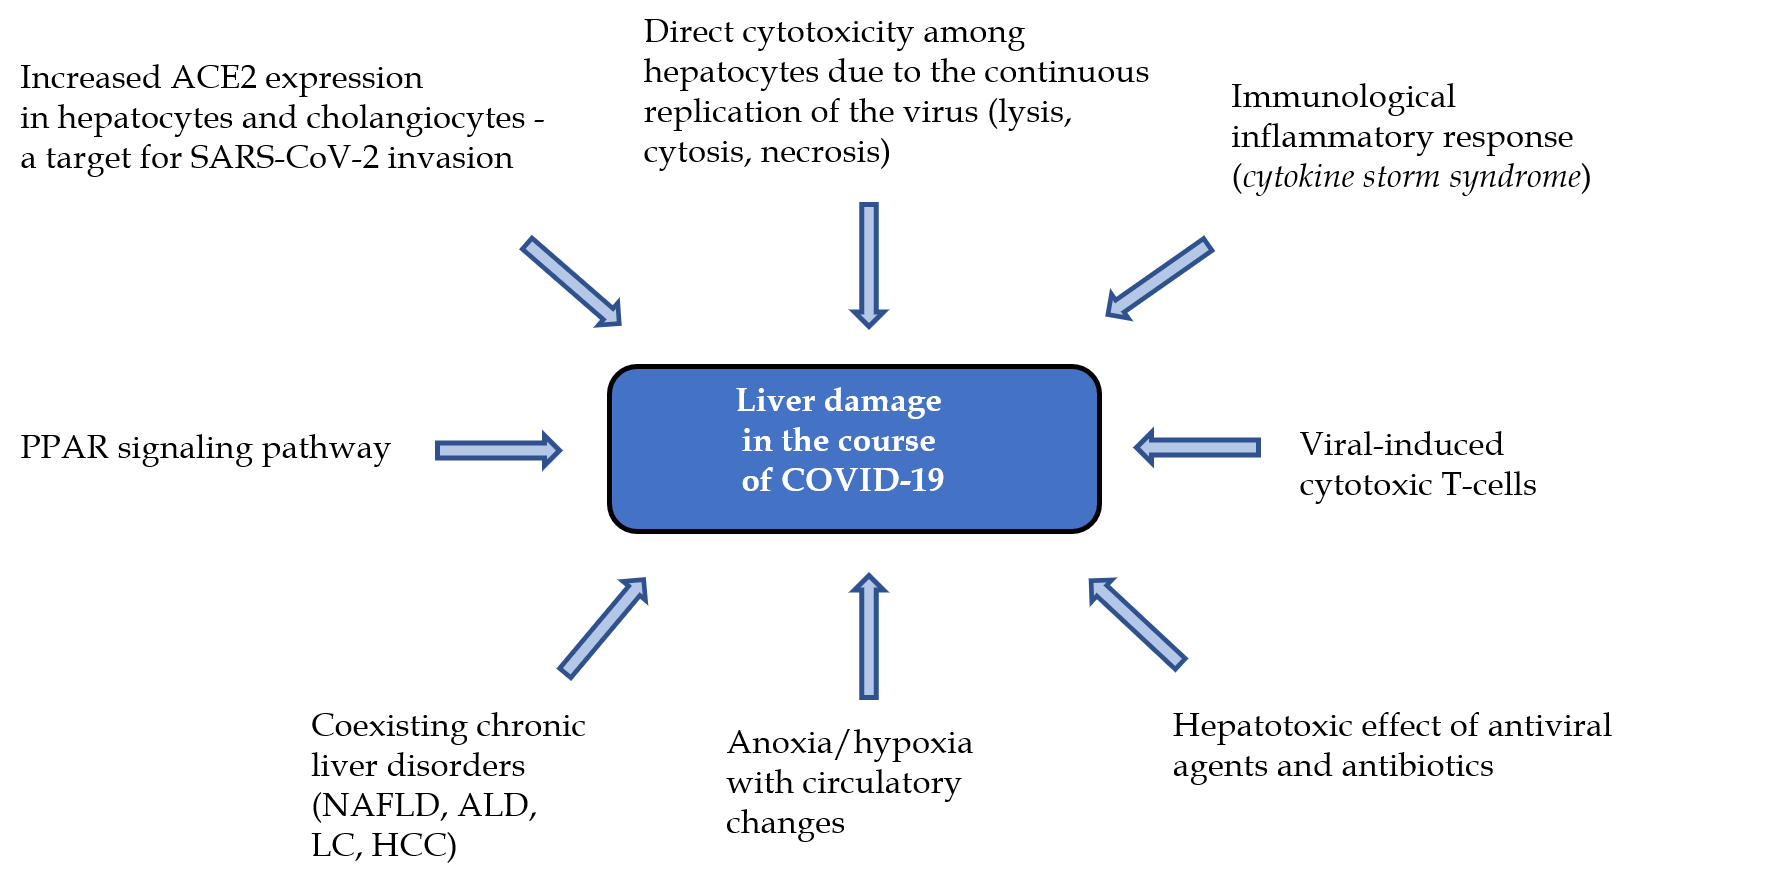 Increased ACE2 expression
in hepatocytes and cholangiocytes -
a target for SARS-CoV-2 invasion
Direct cytotoxicity among
hepatocytes due to the continuous
replication of the virus (lysis,
cytosis, necrosis)
Immunological
inflammatory response
(cytokine storm syndrome)
PPAR signaling pathway
Liver damage
in the course
of COVID-19
Viral-induced
cytotoxic T-cells
Coexisting chronic
liver disorders
(NAFLD, ALD,
LC, HCC)
Anoxia/hypoxia
with circulatory
changes
Hepatotoxic effect of antiviral
agents and antibiotics